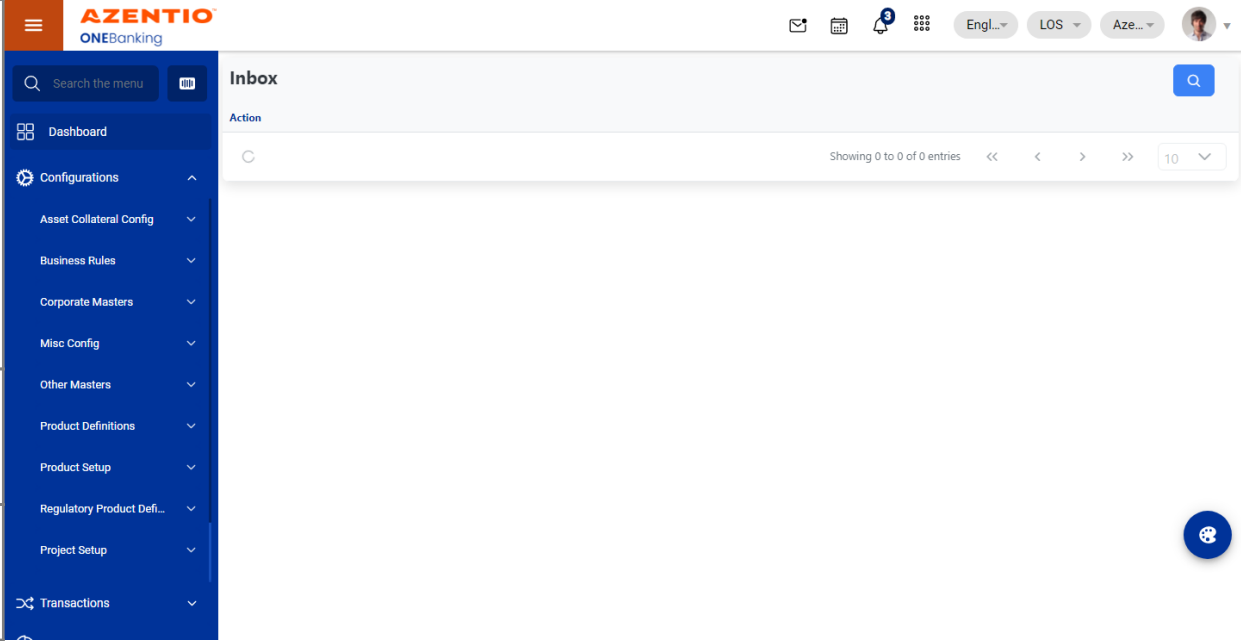 AZENTIO™
ONEBanking
3
Engl...
LOS
Aze...
Search the menu
Dashboard
Configurations
Asset Collateral Config
Business Rules
Corporate Masters
Misc Config
Other Masters
Product Definitions
Product Setup
Regulatory Product Defi...
Project Setup
Transactions
Inbox
Action
Showing 0 to 0 of 0 entries
10